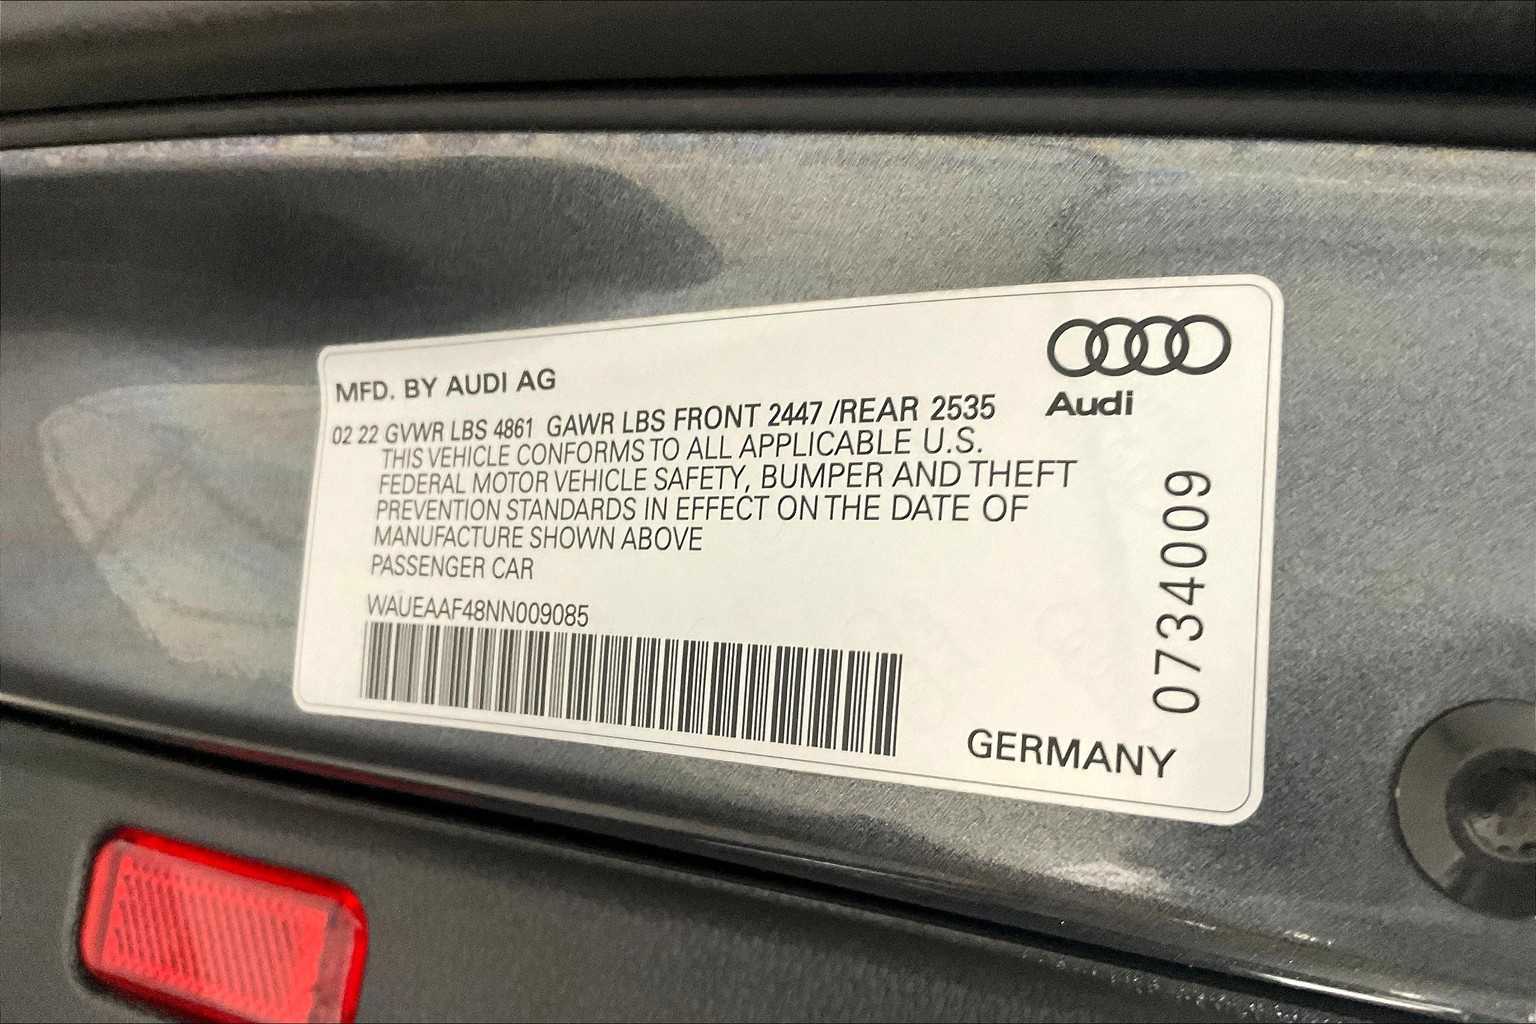 MFD. BY AUDI AG
Audi
02 22 GVWR LBS 4861 GAWR LBS FRONT 2447 /REAR 2535
THIS VEHICLE CONFORMS TO ALL APPLICABLE U.S.
FEDERAL MOTOR VEHICLE SAFETY, BUMPER AND THEFT
PREVENTION STANDARDS IN EFFECT ON THE DATE OF
MANUFACTURE SHOWN ABOVE
PASSENGER CAR
WAUEAAF48NN009085
0734009
GERMANY